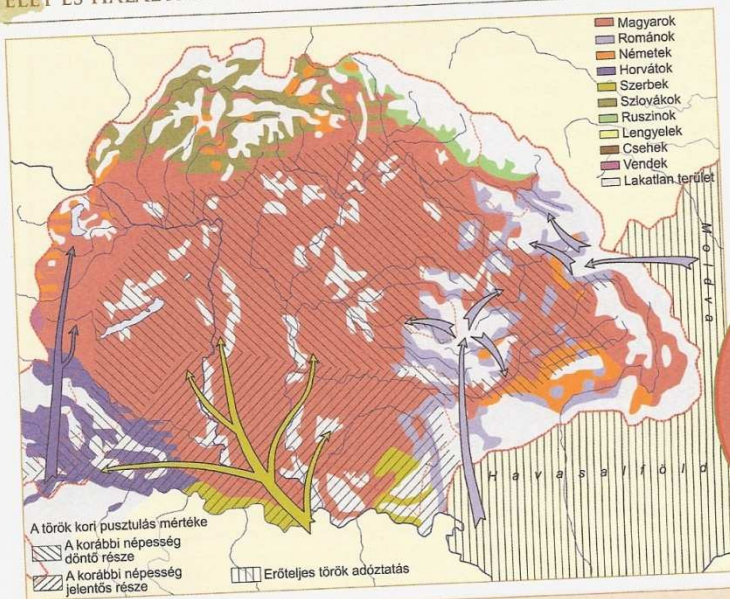 Magyarok
Románok
Németek
Horvátok
Szerbek
Szlovákok
Ruszinok
Lengyelek
Csehek
Vendek
Lakatlan terület
Moldva
Havasalföld
A török kori pusztulás mértéke
A korábbi népesség
döntő része
A korábbi népesség
jelentős része
Erőteljes török adóztatás